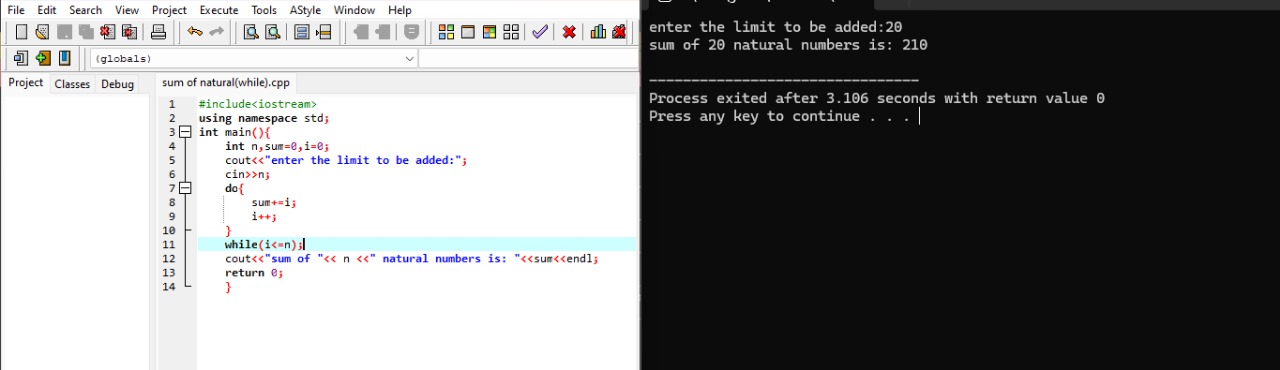 File Edit Search View Project Execute Tools AStyle Window Help
(globals)
Project Classes Debug
sum of natural(while).cpp
1 #include<iostream>
2 using namespace std;
3 int main(){
4 int n,sum=0,i=0;
5 cout<<"enter the limit to be added:";
6 cin>>n;
7 do{
8 sum+=i;
9 i++;
10 }
11 while(i<=n);
12 cout<<"sum of "<< n <<" natural numbers is: "<<sum<<endl;
13 return 0;
14 }
enter the limit to be added:20
sum of 20 natural numbers is: 210
--------------------------------
Process exited after 3.106 seconds with return value 0
Press any key to continue . . .